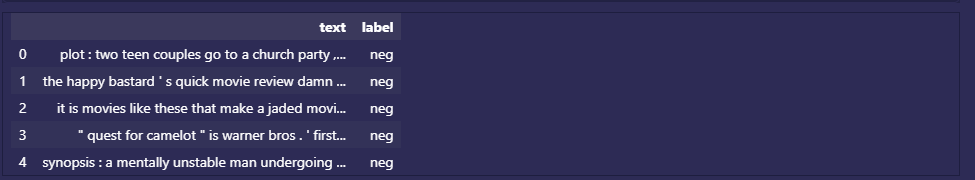 text label
0 plot : two teen couples go to a church party ,... neg
1 the happy bastard ' s quick movie review damn ... neg
2 it is movies like these that make a jaded movi... neg
3 " quest for camelot " is warner bros . ' first... neg
4 synopsis : a mentally unstable man undergoing ... neg